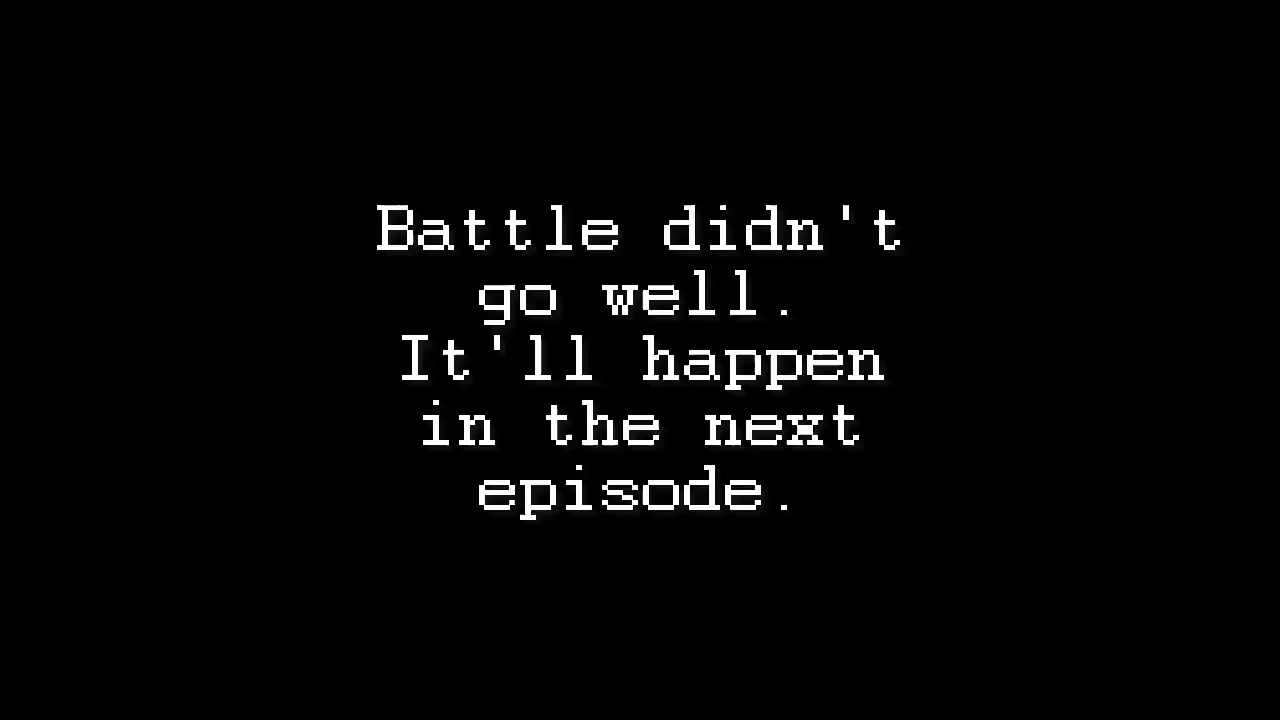 Battle didn't
go well.
It'll happen
in the next
episode.